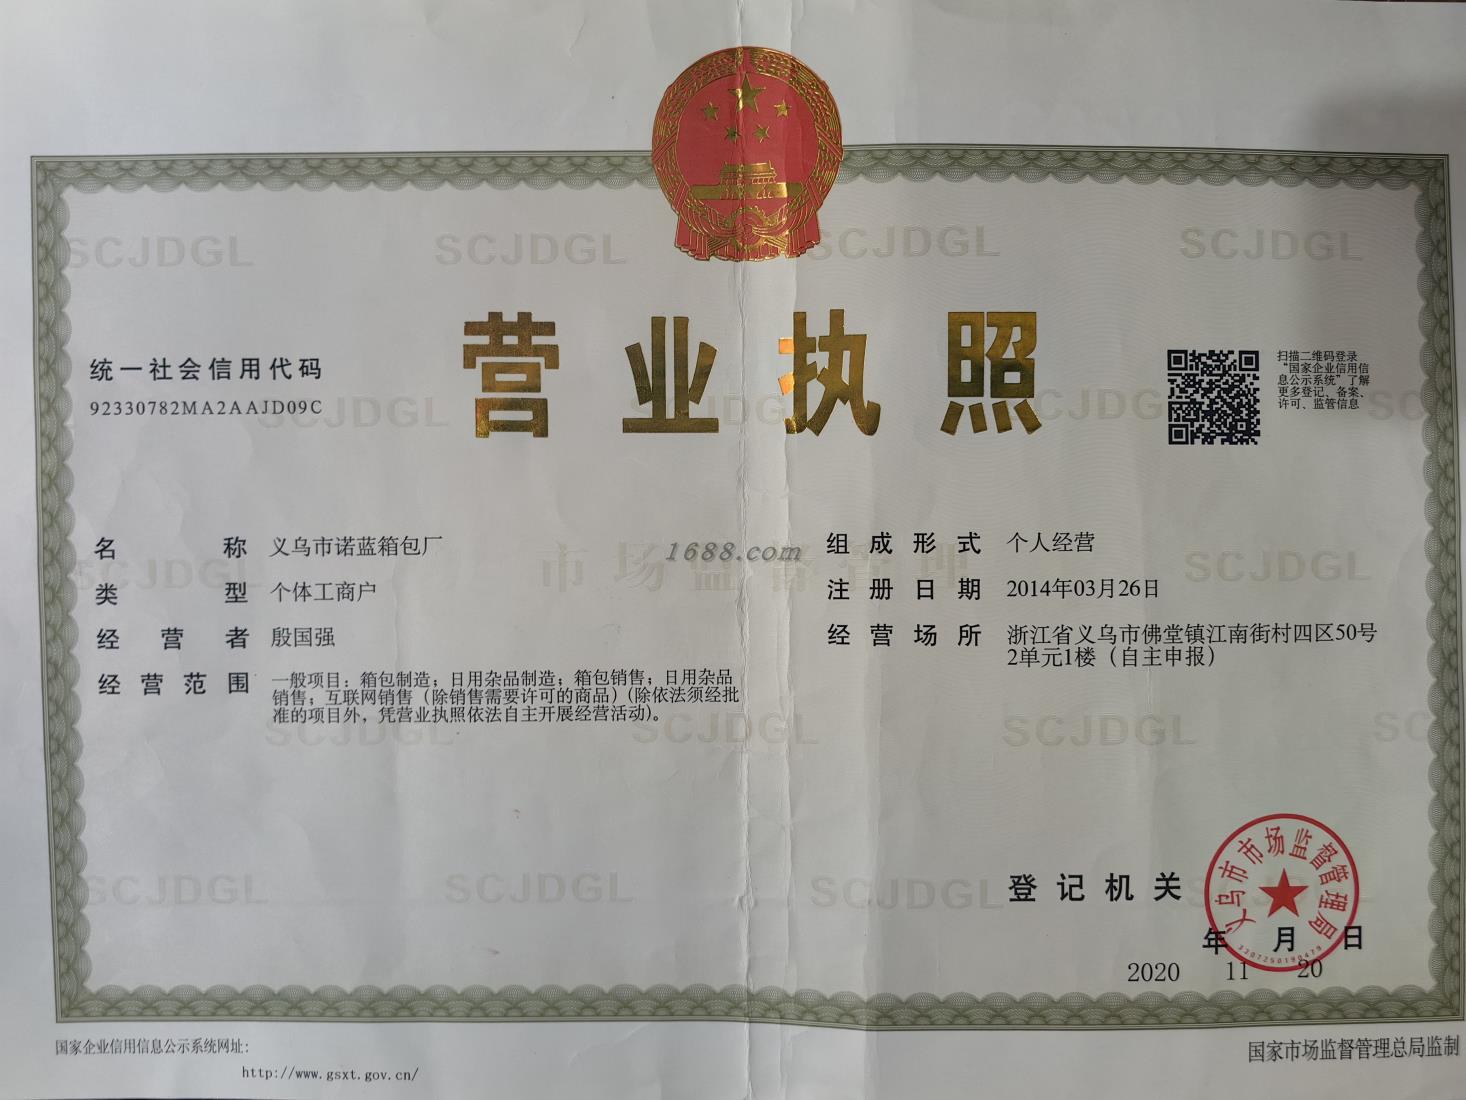 营业执照
统一社会信用代码
92330782MA2AAJD09C
扫描二维码登录
“国家企业信用信
息公示系统”了解
更多登记、备案、
许可、监管信息
名称 义乌市诺蓝箱包厂
类型 个体工商户
经营者 殷国强
经营范围 一般项目：箱包制造；日用杂品制造；箱包销售；日用杂品
销售；互联网销售（除销售需要许可的商品）(除依法须经批
准的项目外，凭营业执照依法自主开展经营活动)。
组成形式 个人经营
注册日期 2014年03月26日
经营场所 浙江省义乌市佛堂镇江南街村四区50号
2单元1楼（自主申报）
1688.com
市场监督管理
SCJDGL
登记机关
义乌市市场监督管理局
年 月 日
2020 11 20
国家企业信用信息公示系统网址：
http://www.gsxt.gov.cn/
国家市场监督管理总局监制